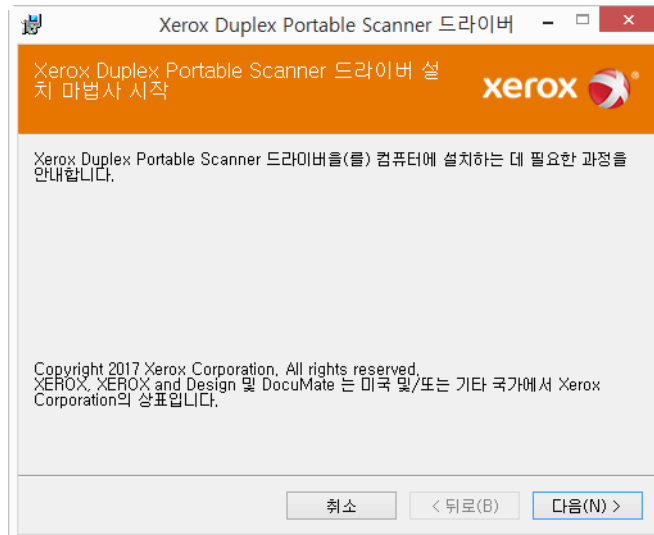 Xerox Duplex Portable Scanner 드라이버
Xerox Duplex Portable Scanner 드라이버 설
치 마법사 시작
xerox
Xerox Duplex Portable Scanner 드라이버을(를) 컴퓨터에 설치하는 데 필요한 과정을
안내합니다.
Copyright 2017 Xerox Corporation. All rights reserved.
XEROX, XEROX and Design 및 DocuMate 는 미국 및/또는 기타 국가에서 Xerox
Corporation의 상표입니다.
취소
< 뒤로(B)
다음(N) >